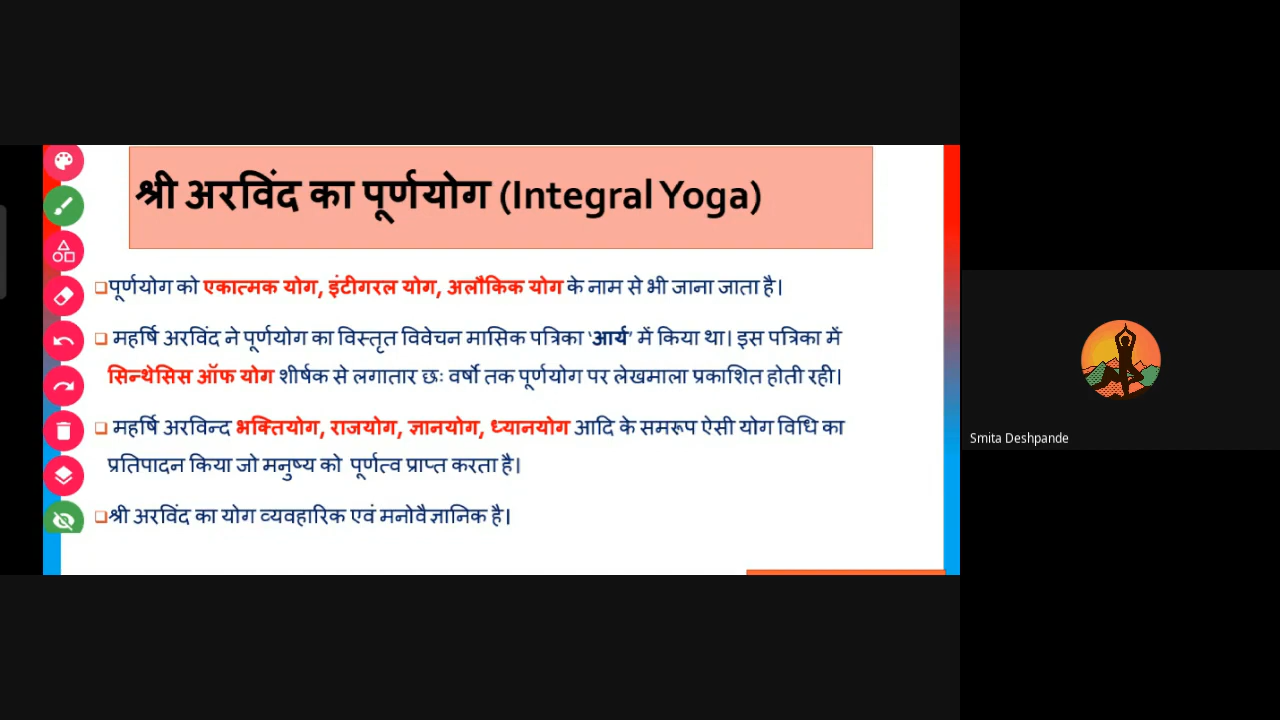 श्री अरविंद का पूर्णयोग (Integral Yoga)
पूर्णयोग को एकात्मक योग, इंटीगरल योग, अलौकिक योग के नाम से भी जाना जाता है।
महर्षि अरविंद ने पूर्णयोग का विस्तृत विवेचन मासिक पत्रिका 'आर्य' में किया था। इस पत्रिका में
सिन्थेसिस ऑफ योग शीर्षक से लगातार छः वर्षो तक पूर्णयोग पर लेखमाला प्रकाशित होती रही।
महर्षि अरविन्द भक्तियोग, राजयोग, ज्ञानयोग, ध्यानयोग आदि के समरूप ऐसी योग विधि का
प्रतिपादन किया जो मनुष्य को पूर्णत्व प्राप्त करता है।
श्री अरविंद का योग व्यवहारिक एवं मनोवैज्ञानिक है।
Smita Deshpande